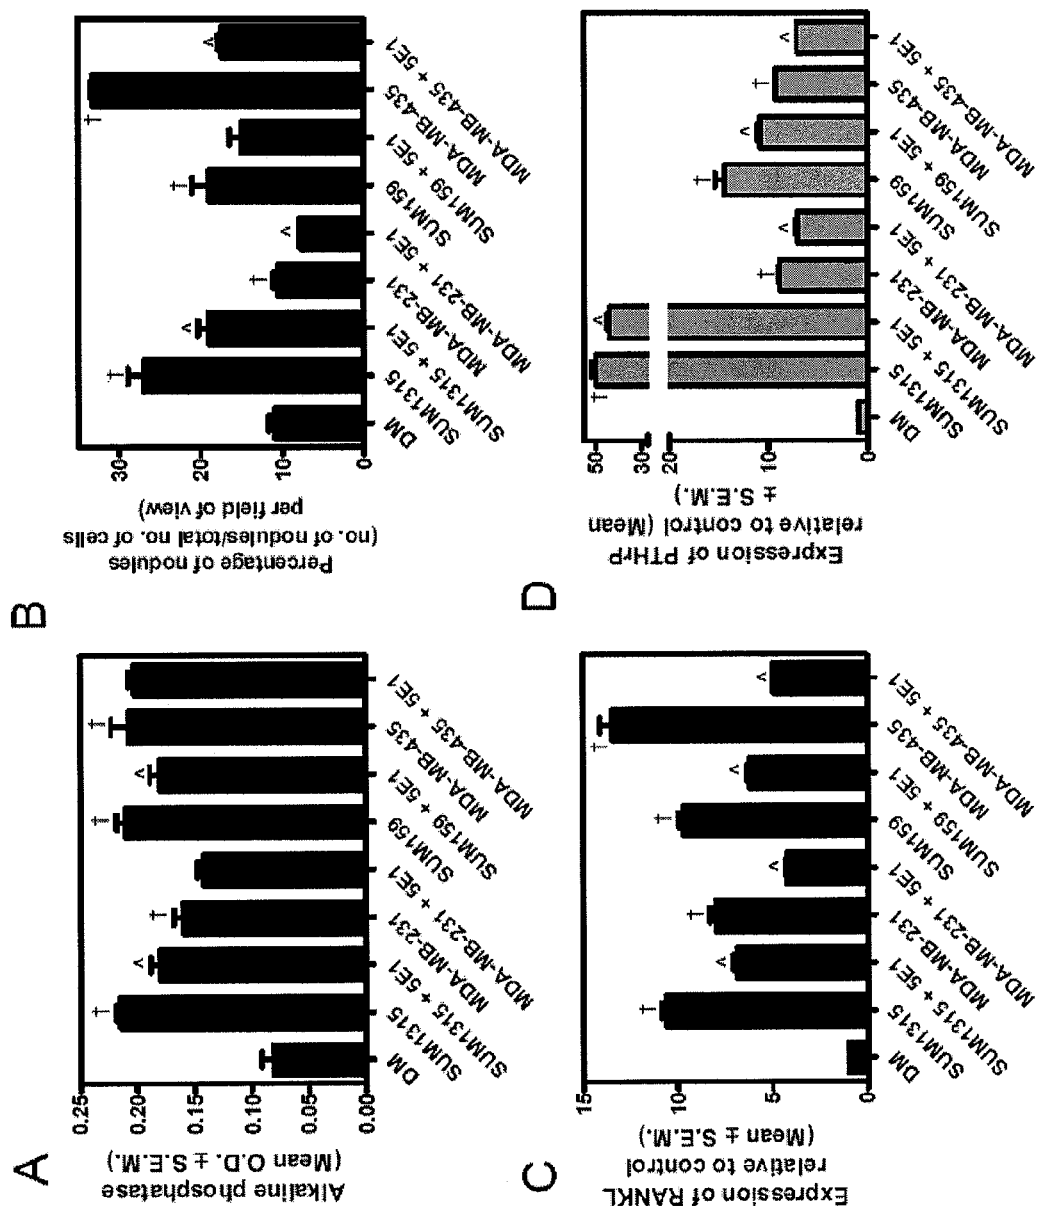 A
Alkaline phosphatase
(Mean O.D. ± S.E.M.)
0.25
0.20
0.15
0.10
0.05
0.00
† ^ † † ^ †
DM
SUM1315
SUM1315 + 5E1
MDA-MB-231
MDA-MB-231 + 5E1
SUM159
SUM159 + 5E1
MDA-MB-435
MDA-MB-435 + 5E1
B
Percentage of nodules
(no. of nodules/total no. of cells
per field of view)
30
20
10
0
† ^ † ^ † † ^
DM
SUM1315
SUM1315 + 5E1
MDA-MB-231
MDA-MB-231 + 5E1
SUM159
SUM159 + 5E1
MDA-MB-435
MDA-MB-435 + 5E1
C
Expression of RANKL
relative to control
(Mean ± S.E.M.)
15
10
5
0
† ^ † ^ † ^ † ^
DM
SUM1315
SUM1315 + 5E1
MDA-MB-231
MDA-MB-231 + 5E1
SUM159
SUM159 + 5E1
MDA-MB-435
MDA-MB-435 + 5E1
D
Expression of PTHrP
relative to control (Mean
± S.E.M.)
50
30
20
10
0
† ^ † ^ † ^ † ^
DM
SUM1315
SUM1315 + 5E1
MDA-MB-231
MDA-MB-231 + 5E1
SUM159
SUM159 + 5E1
MDA-MB-435
MDA-MB-435 + 5E1